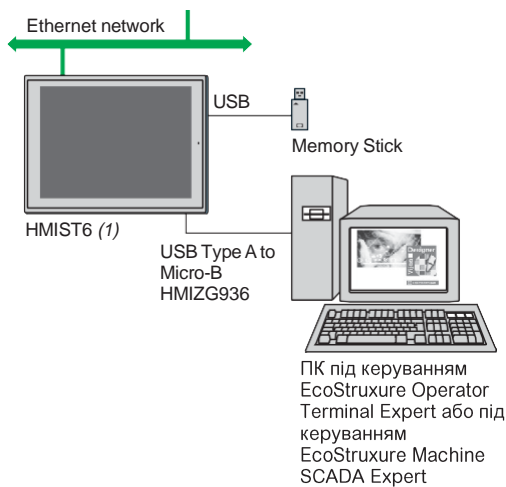 Ethernet network
USB
Memory Stick
HMIST6 (1)
USB Type A to
Micro-B
HMIZG936
Designer
ПК під керуванням
EcoStruxure Operator
Terminal Expert або під
керуванням
EcoStruxure Machine
SCADA Expert